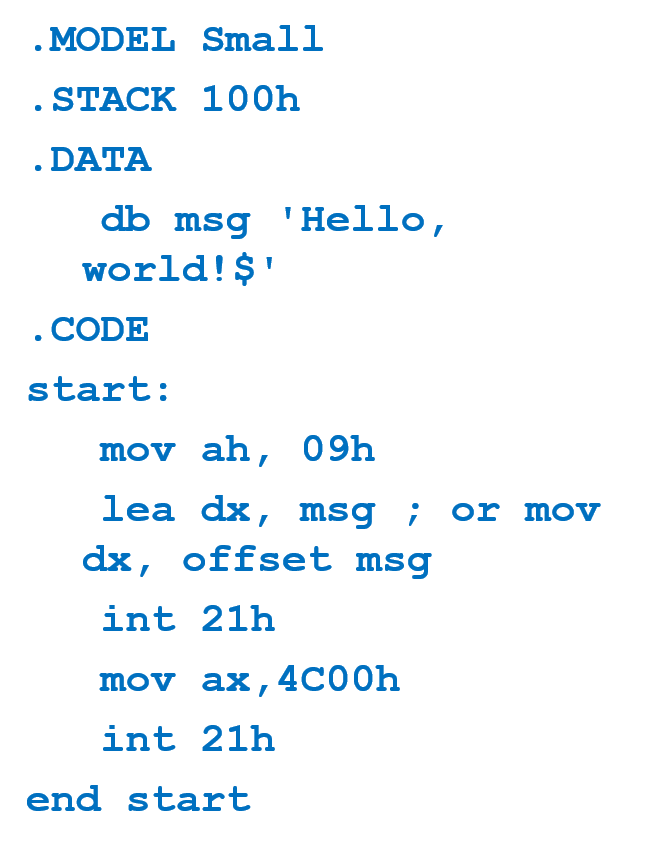 .MODEL Small
.STACK 100h
.DATA
db msg 'Hello,
world!$'
.CODE
start:
mov ah, 09h
lea dx, msg ; or mov
dx, offset msg
int 21h
mov ax,4C00h
int 21h
end start